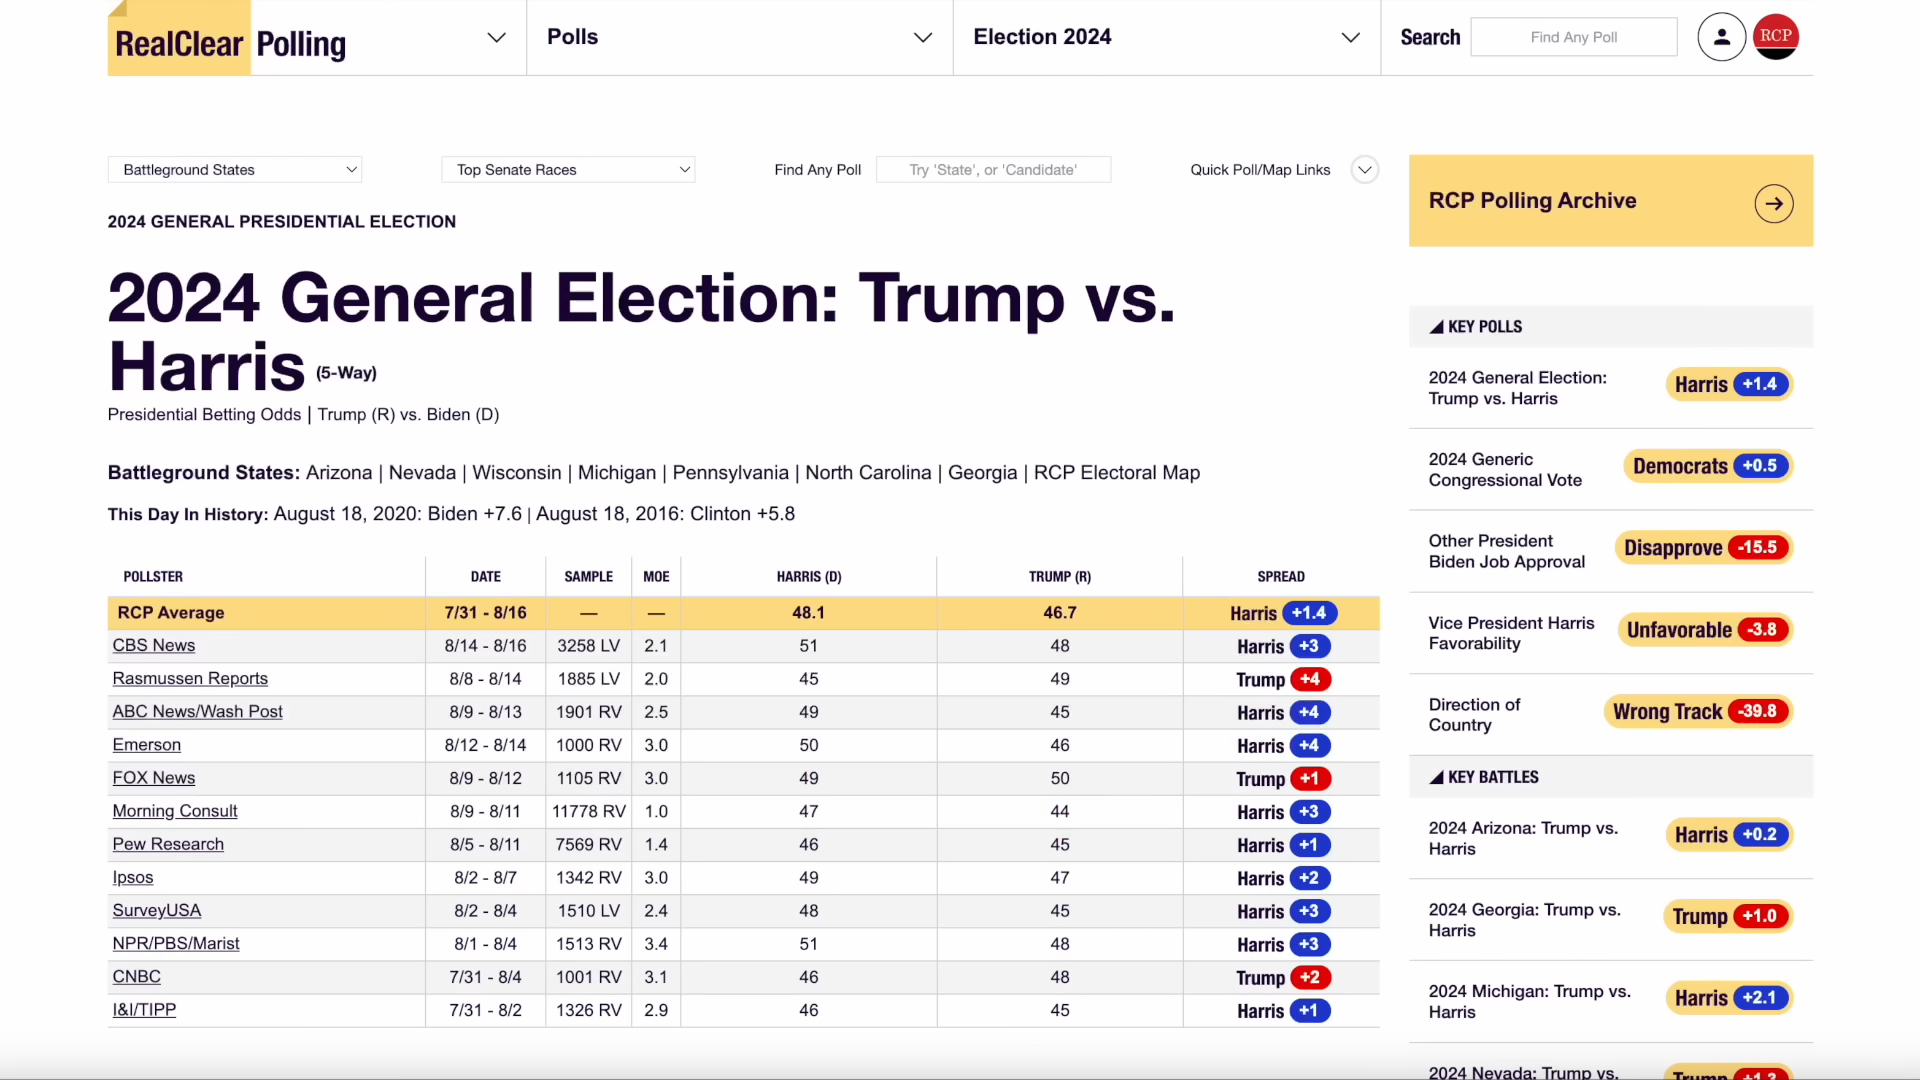 RealClear Polling
Polls
Election 2024
Search
Find Any Poll
RCP
Battleground States
Top Senate Races
Find Any Poll
Try 'State', or 'Candidate'
Quick Poll/Map Links
2024 GENERAL PRESIDENTIAL ELECTION
2024 General Election: Trump vs.
Harris (5-Way)
Presidential Betting Odds | Trump (R) vs. Biden (D)
Battleground States: Arizona | Nevada | Wisconsin | Michigan | Pennsylvania | North Carolina | Georgia | RCP Electoral Map
This Day In History: August 18, 2020: Biden +7.6 | August 18, 2016: Clinton +5.8
POLLSTER DATE SAMPLE MOE HARRIS (D) TRUMP (R) SPREAD
RCP Average 7/31 - 8/16 — — 48.1 46.7 Harris +1.4
CBS News 8/14 - 8/16 3258 LV 2.1 51 48 Harris +3
Rasmussen Reports 8/8 - 8/14 1885 LV 2.0 45 49 Trump +4
ABC News/Wash Post 8/9 - 8/13 1901 RV 2.5 49 45 Harris +4
Emerson 8/12 - 8/14 1000 RV 3.0 50 46 Harris +4
FOX News 8/9 - 8/12 1105 RV 3.0 49 50 Trump +1
Morning Consult 8/9 - 8/11 11778 RV 1.0 47 44 Harris +3
Pew Research 8/5 - 8/11 7569 RV 1.4 46 45 Harris +1
Ipsos 8/2 - 8/7 1342 RV 3.0 49 47 Harris +2
SurveyUSA 8/2 - 8/4 1510 LV 2.4 48 45 Harris +3
NPR/PBS/Marist 8/1 - 8/4 1513 RV 3.4 51 48 Harris +3
CNBC 7/31 - 8/4 1001 RV 3.1 46 48 Trump +2
I&I/TIPP 7/31 - 8/2 1326 RV 2.9 46 45 Harris +1
RCP Polling Archive
KEY POLLS
2024 General Election:
Trump vs. Harris
Harris +1.4
2024 Generic
Congressional Vote
Democrats +0.5
Other President
Biden Job Approval
Disapprove -15.5
Vice President Harris
Favorability
Unfavorable -3.8
Direction of
Country
Wrong Track -39.8
KEY BATTLES
2024 Arizona: Trump vs.
Harris
Harris +0.2
2024 Georgia: Trump vs.
Harris
Trump +1.0
2024 Michigan: Trump vs.
Harris
Harris +2.1
2024 Nevada: Trump vs.
Trump